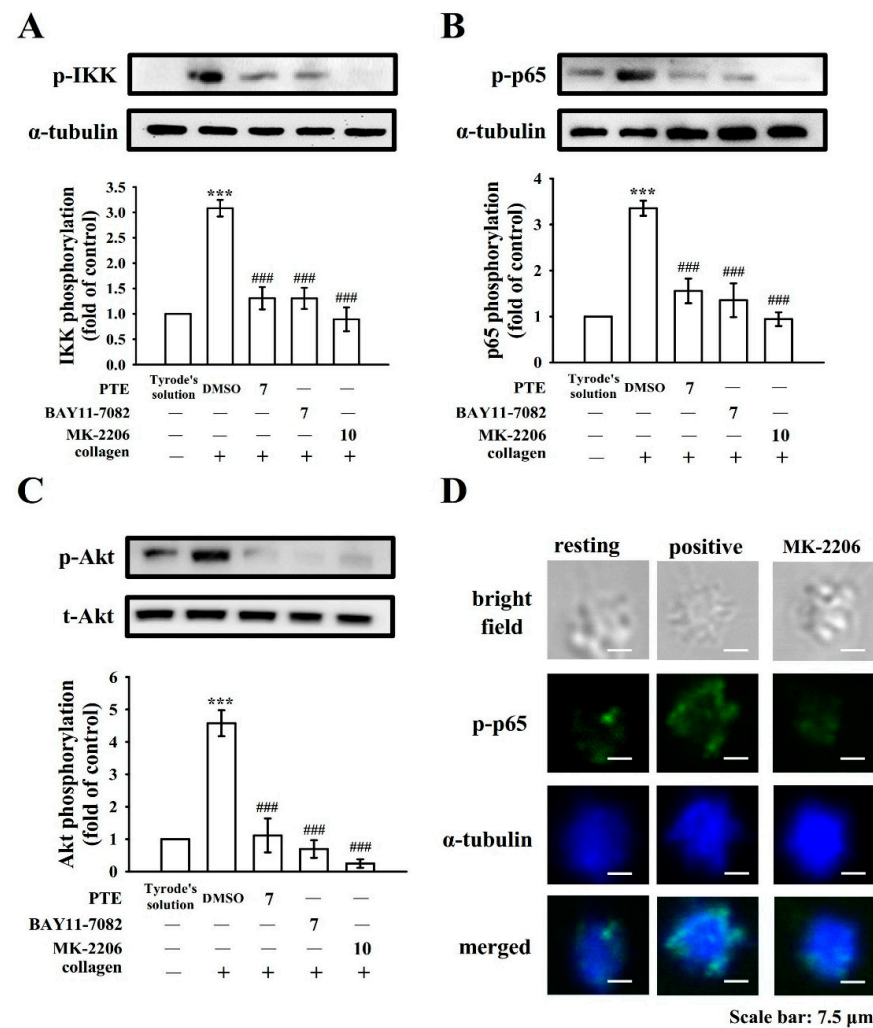 A
p-IKK
α-tubulin
IKK phosphorylation
(fold of control)
3.5
3.0
2.5
2.0
1.5
1.0
0.5
0.0
***
###
###
###
PTE
Tyrode's
solution
DMSO
7
—
—
BAY11-7082
—
—
—
7
—
MK-2206
—
—
—
—
10
collagen
—
+
+
+
+
B
p-p65
α-tubulin
p65 phosphorylation
(fold of control)
4
3
2
1
0
***
###
###
###
PTE
Tyrode's
solution
DMSO
7
—
—
BAY11-7082
—
—
—
7
—
MK-2206
—
—
—
—
10
collagen
—
+
+
+
+
C
p-Akt
t-Akt
Akt phosphorylation
(fold of control)
6
5
4
3
2
1
0
***
###
###
###
PTE
Tyrode's
solution
DMSO
7
—
—
BAY11-7082
—
—
—
7
—
MK-2206
—
—
—
—
10
collagen
—
+
+
+
+
D
resting
positive
MK-2206
bright
field
p-p65
α-tubulin
merged
Scale bar: 7.5 µm